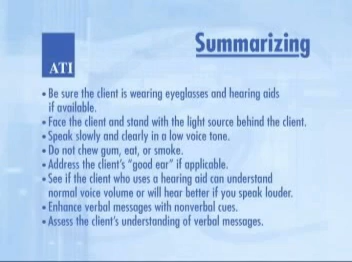 ATI
Summarizing
• Be sure the client is wearing eyeglasses and hearing aids
if available.
• Face the client and stand with the light source behind the client.
• Speak slowly and clearly in a low voice tone.
• Do not chew gum, eat, or smoke.
• Address the client's "good ear" if applicable.
• See if the client who uses a hearing aid can understand
normal voice volume or will hear better if you speak louder.
• Enhance verbal messages with nonverbal cues.
• Assess the client's understanding of verbal messages.